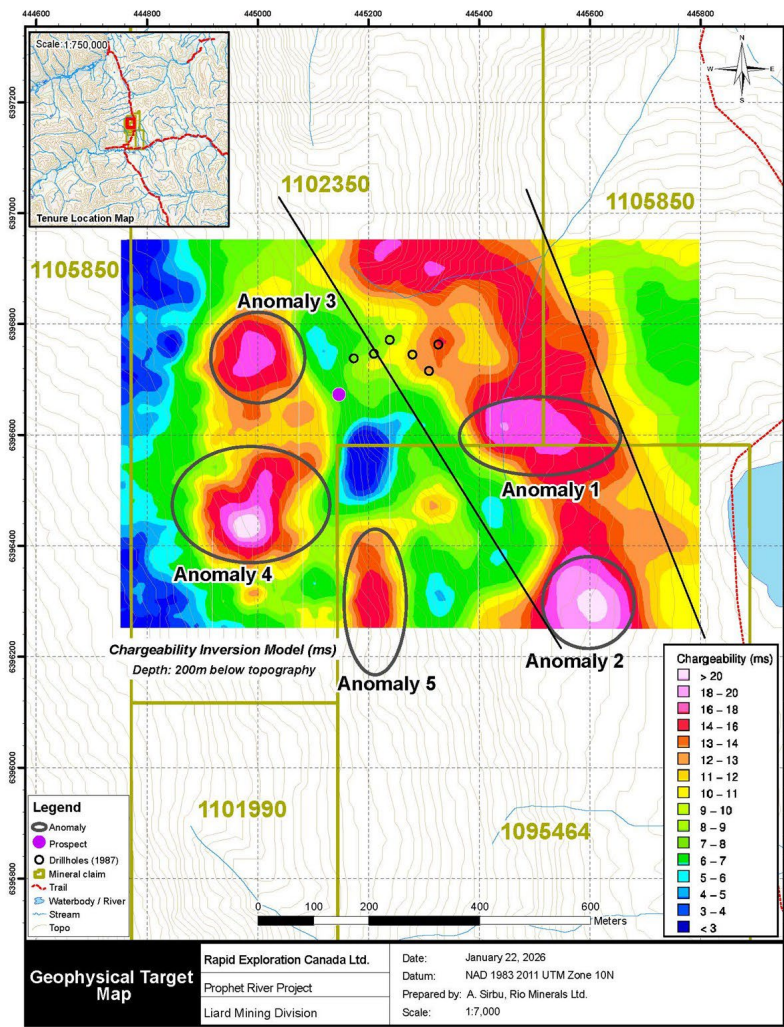 444600 444800 445000 445200 445400 445600 445800
Scale: 1:750,000
Tenure Location Map
N
W E
S
6397200
6397000
6396800
6396600
6396400
6396200
6396000
6395800
1102350
1105850
1105850
Anomaly 3
Anomaly 1
Anomaly 4
Anomaly 2
Anomaly 5
Chargeability Inversion Model (ms)
Depth: 200m below topography
1101990
1095464
Chargeability (ms)
> 20
18 – 20
16 – 18
14 – 16
13 – 14
12 – 13
11 – 12
10 – 11
9 – 10
8 – 9
7 – 8
6 – 7
5 – 6
4 – 5
3 – 4
< 3
Legend
Anomaly
Prospect
Drillholes (1987)
Mineral claim
Trail
Waterbody / River
Stream
Topo
0 100 200 400 600
Meters
Geophysical Target
Map
Rapid Exploration Canada Ltd.
Prophet River Project
Liard Mining Division
Date: January 22, 2026
Datum: NAD 1983 2011 UTM Zone 10N
Prepared by: A. Sirbu, Rio Minerals Ltd.
Scale: 1:7,000